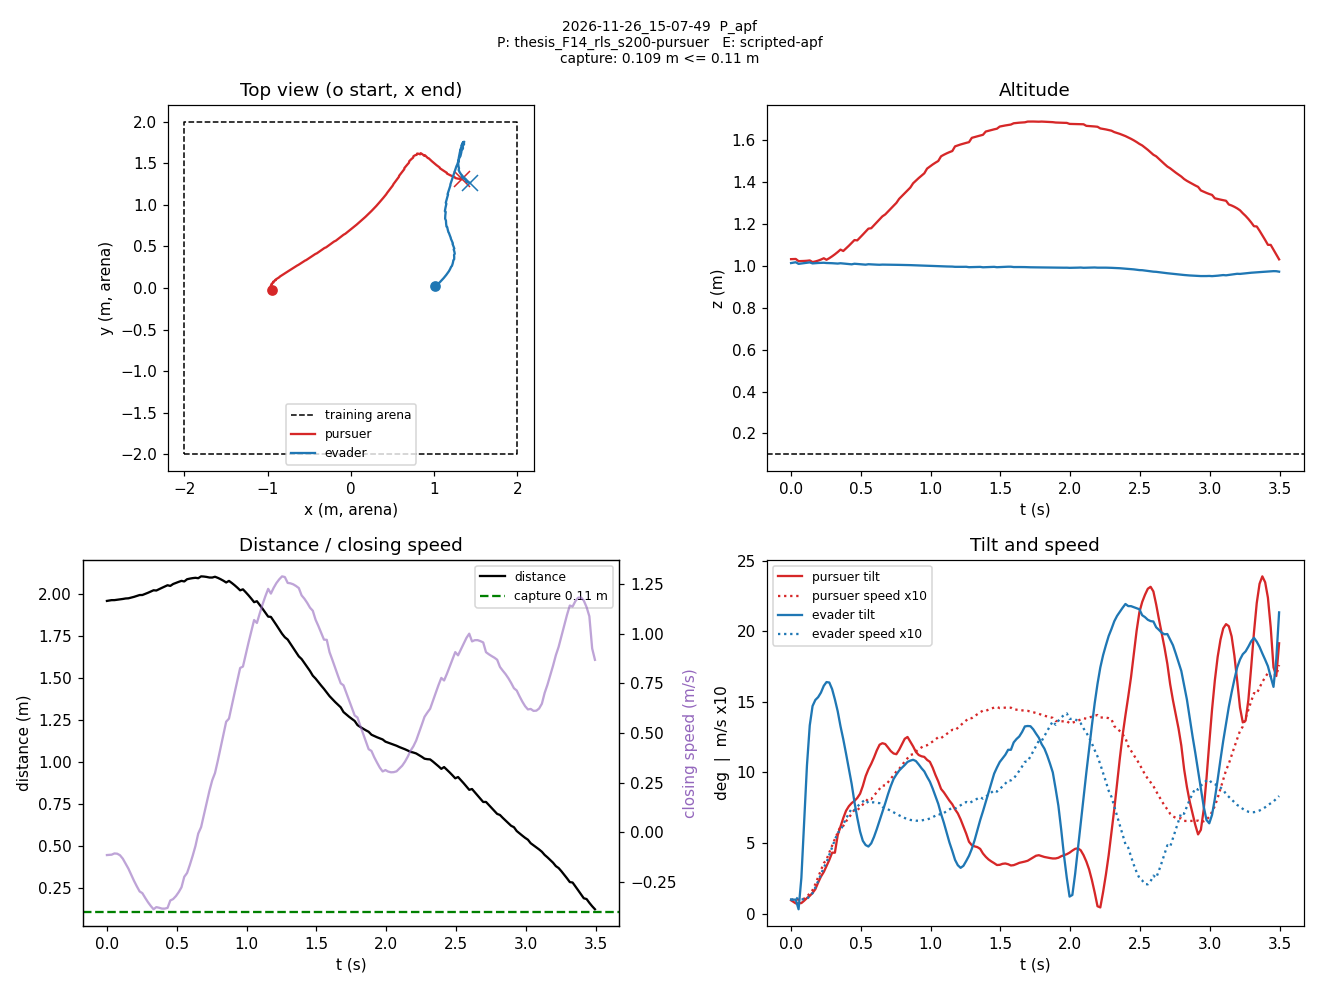 2026-11-26_15-07-49  P_apf
P: thesis_F14_rls_s200-pursuer   E: scripted-apf
capture: 0.109 m <= 0.11 m
Top view (o start, x end)
2.0
1.5
1.0
0.5
0.0
−0.5
−1.0
−1.5
−2.0
y (m, arena)
training arena
pursuer
evader
−2
−1
0
1
2
x (m, arena)
Altitude
1.6
1.4
1.2
1.0
0.8
0.6
0.4
0.2
z (m)
0.0
0.5
1.0
1.5
2.0
2.5
3.0
3.5
t (s)
Distance / closing speed
2.00
1.75
1.50
1.25
1.00
0.75
0.50
0.25
distance (m)
distance
capture 0.11 m
1.25
1.00
0.75
0.50
0.25
0.00
−0.25
closing speed (m/s)
0.0
0.5
1.0
1.5
2.0
2.5
3.0
3.5
t (s)
Tilt and speed
25
20
15
10
5
0
deg  |  m/s x10
pursuer tilt
pursuer speed x10
evader tilt
evader speed x10
0.0
0.5
1.0
1.5
2.0
2.5
3.0
3.5
t (s)